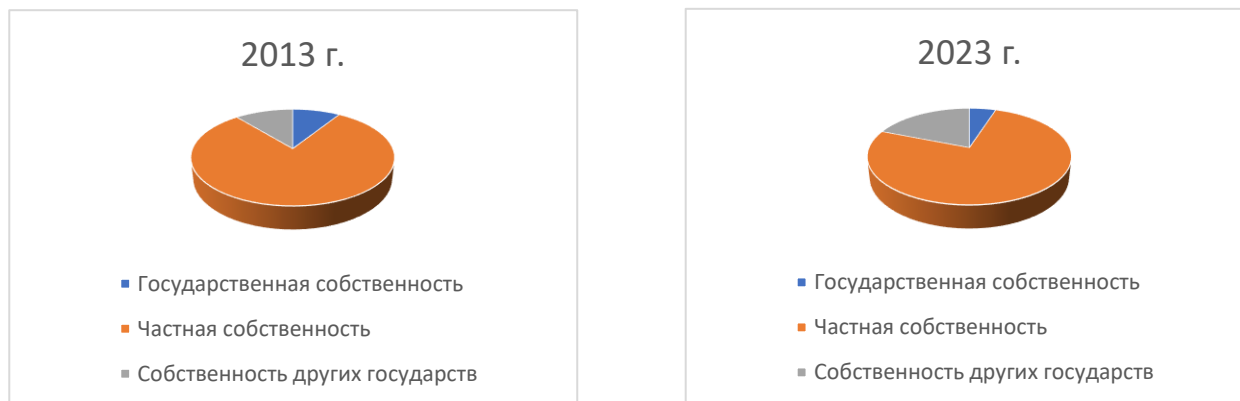 2013 г.
Государственная собственность
Частная собственность
Собственность других государств
2023 г.
Государственная собственность
Частная собственность
Собственность других государств